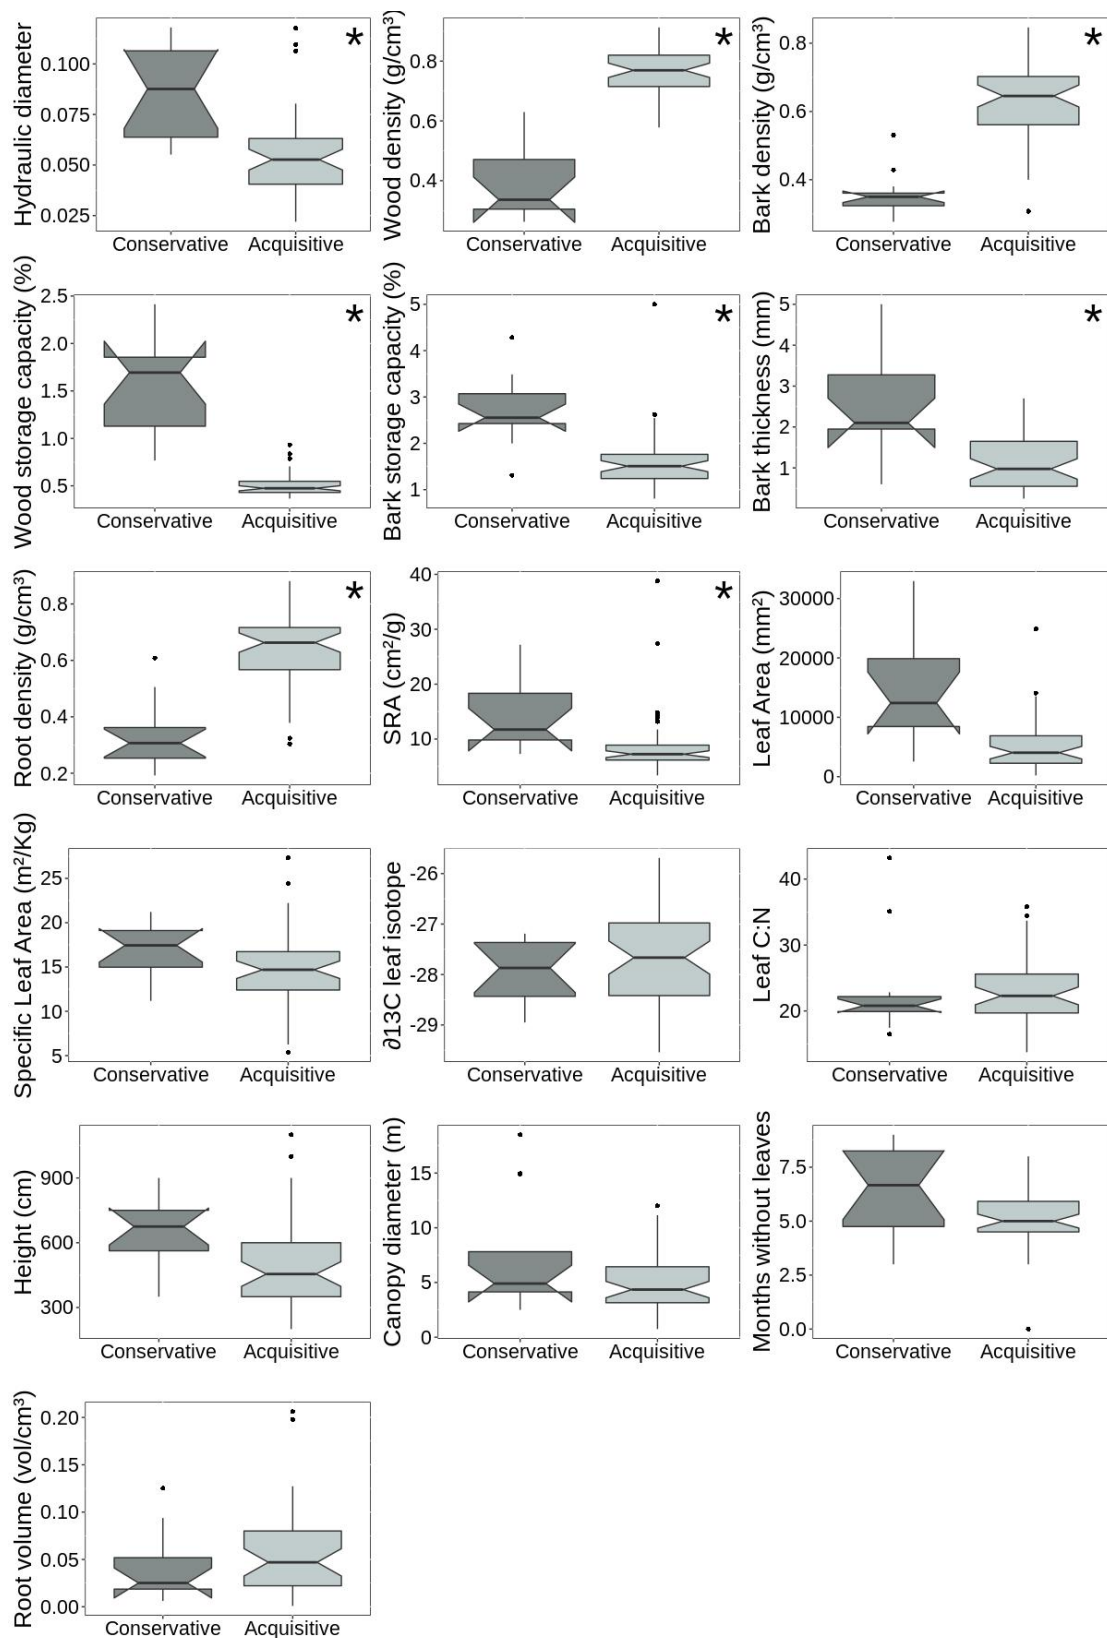 Hydraulic diameter
0.100
0.075
0.050
0.025
Conservative Acquisitive
*
Wood density (g/cm³)
0.8
0.6
0.4
Conservative Acquisitive
*
Bark density (g/cm³)
0.8
0.6
0.4
Conservative Acquisitive
*
Wood storage capacity (%)
2.5
2.0
1.5
1.0
0.5
Conservative Acquisitive
*
Bark storage capacity (%)
5
4
3
2
1
Conservative Acquisitive
*
Bark thickness (mm)
5
4
3
2
1
Conservative Acquisitive
*
Root density (g/cm³)
0.8
0.6
0.4
0.2
Conservative Acquisitive
*
SRA (cm²/g)
40
30
20
10
Conservative Acquisitive
*
Leaf Area (mm²)
30000
20000
10000
0
Conservative Acquisitive
Specific Leaf Area (m²/Kg)
25
20
15
10
5
Conservative Acquisitive
∂13C leaf isotope
-26
-27
-28
-29
Conservative Acquisitive
Leaf C:N
40
30
20
Conservative Acquisitive
Height (cm)
900
600
300
Conservative Acquisitive
Canopy diameter (m)
15
10
5
0
Conservative Acquisitive
Months without leaves
7.5
5.0
2.5
0.0
Conservative Acquisitive
Root volume (vol/cm³)
0.20
0.15
0.10
0.05
0.00
Conservative Acquisitive